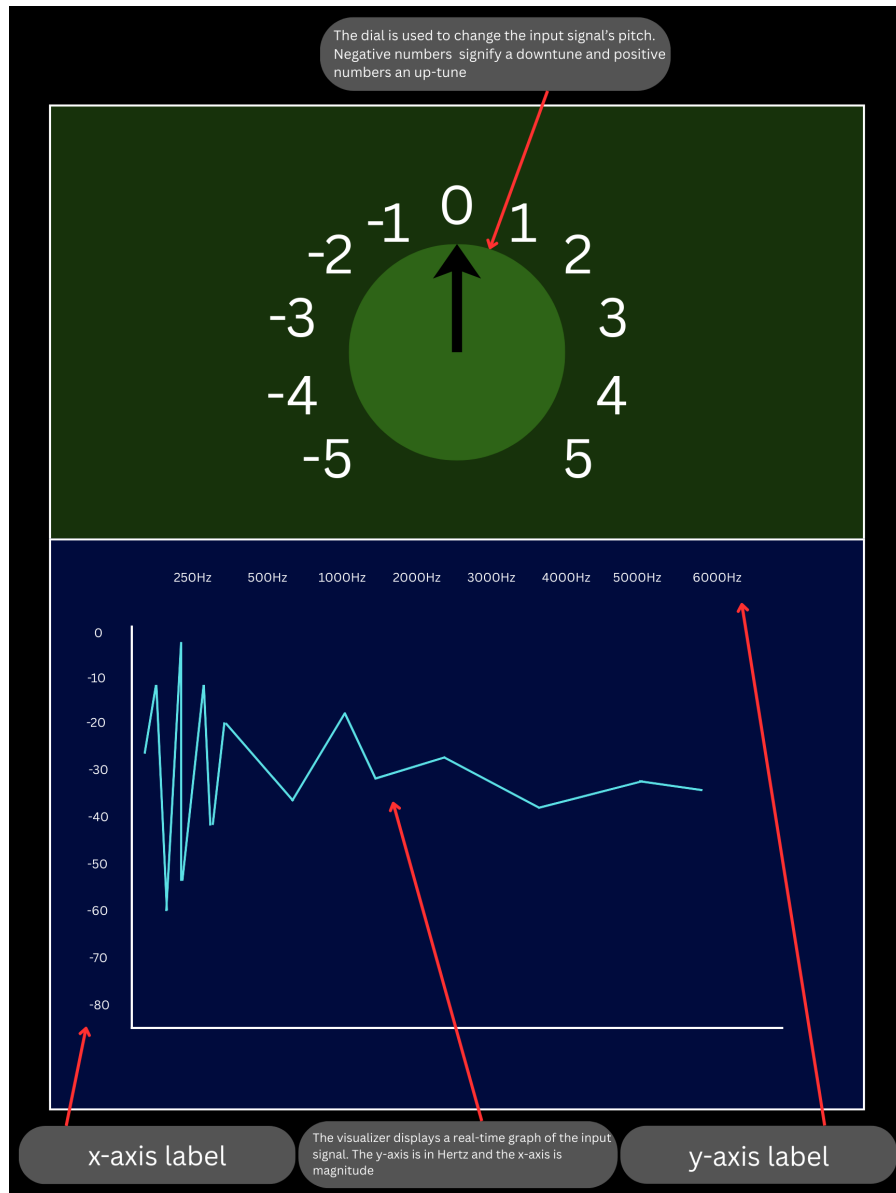 The dial is used to change the input signal's pitch.
Negative numbers signify a downtune and positive
numbers an up-tune
0
-1
1
-2
2
-3
3
-4
4
-5
5
250Hz 500Hz 1000Hz 2000Hz 3000Hz 4000Hz 5000Hz 6000Hz
0
-10
-20
-30
-40
-50
-60
-70
-80
x-axis label
The visualizer displays a real-time graph of the input
signal. The y-axis is in Hertz and the x-axis is
magnitude
y-axis label